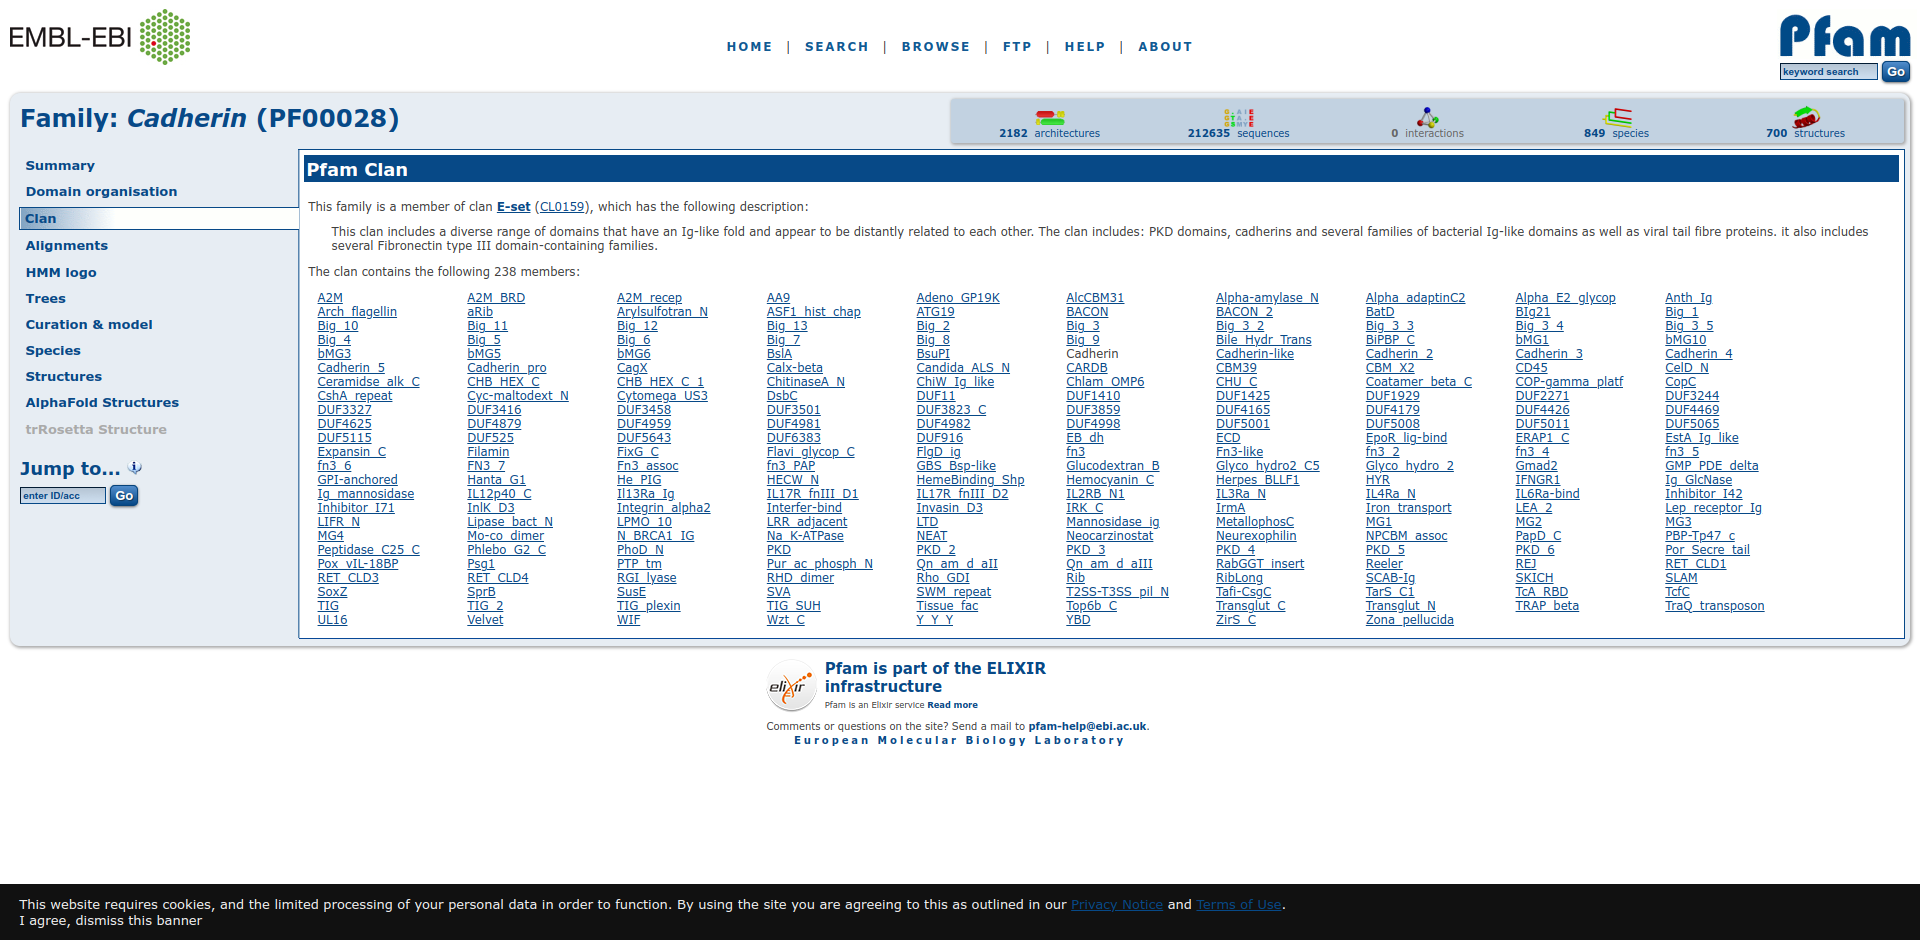 EMBL-EBI
HOME | SEARCH | BROWSE | FTP | HELP | ABOUT
Pfam
keyword search Go
Family: Cadherin (PF00028)
2182 architectures 212635 sequences 0 interactions 849 species 700 structures
Summary
Domain organisation
Clan
Alignments
HMM logo
Trees
Curation & model
Species
Structures
AlphaFold Structures
trRosetta Structure
Jump to...
enter ID/acc Go
Pfam Clan
This family is a member of clan E-set (CL0159), which has the following description:
This clan includes a diverse range of domains that have an Ig-like fold and appear to be distantly related to each other. The clan includes: PKD domains, cadherins and several families of bacterial Ig-like domains as well as viral tail fibre proteins. it also includes
several Fibronectin type III domain-containing families.
The clan contains the following 238 members:
A2M A2M_BRD A2M_recep AA9 Adeno_GP19K AlcCBM31 Alpha-amylase_N Alpha_adaptinC2 Alpha_E2_glycop Anth_Ig
Arch_flagellin aRib Arylsulfotran_N ASF1_hist_chap ATG19 BACON BACON_2 BatD BIg21 Big_1
Big_10 Big_11 Big_12 Big_13 Big_2 Big_3 Big_3_2 Big_3_3 Big_3_4 Big_3_5
Big_4 Big_5 Big_6 Big_7 Big_8 Big_9 Bile_Hydr_Trans BiPBP_C bMG1 bMG10
bMG3 bMG5 bMG6 BslA BsuPI Cadherin Cadherin-like Cadherin_2 Cadherin_3 Cadherin_4
Cadherin_5 Cadherin_pro CagX Calx-beta Candida_ALS_N CARDB CBM39 CBM_X2 CD45 CelD_N
Ceramidse_alk_C CHB_HEX_C CHB_HEX_C_1 ChitinaseA_N ChiW_Ig_like Chlam_OMP6 CHU_C Coatamer_beta_C COP-gamma_platf CopC
CshA_repeat Cyc-maltodext_N Cytomega_US3 DsbC DUF11 DUF1410 DUF1425 DUF1929 DUF2271 DUF3244
DUF3327 DUF3416 DUF3458 DUF3501 DUF3823_C DUF3859 DUF4165 DUF4179 DUF4426 DUF4469
DUF4625 DUF4879 DUF4959 DUF4981 DUF4982 DUF4998 DUF5001 DUF5008 DUF5011 DUF5065
DUF5115 DUF525 DUF5643 DUF6383 DUF916 EB_dh ECD EpoR_lig-bind ERAP1_C EstA_Ig_like
Expansin_C Filamin FixG_C Flavi_glycop_C FlgD_ig fn3 Fn3-like fn3_2 fn3_4 fn3_5
fn3_6 FN3_7 Fn3_assoc fn3_PAP GBS_Bsp-like Glucodextran_B Glyco_hydro2_C5 Glyco_hydro_2 Gmad2 GMP_PDE_delta
GPI-anchored Hanta_G1 He_PIG HECW_N HemeBinding_Shp Hemocyanin_C Herpes_BLLF1 HYR IFNGR1 Ig_GlcNase
Ig_mannosidase IL12p40_C Il13Ra_Ig IL17R_fnIII_D1 IL17R_fnIII_D2 IL2RB_N1 IL3Ra_N IL4Ra_N IL6Ra-bind Inhibitor_I42
Inhibitor_I71 InlK_D3 Integrin_alpha2 Interfer-bind Invasin_D3 IRK_C IrmA Iron_transport LEA_2 Lep_receptor_Ig
LIFR_N Lipase_bact_N LPMO_10 LRR_adjacent LTD Mannosidase_ig MetallophosC MG1 MG2 MG3
MG4 Mo-co_dimer N_BRCA1_IG Na_K-ATPase NEAT Neocarzinostat Neurexophilin NPCBM_assoc PapD_C PBP-Tp47_c
Peptidase_C25_C Phlebo_G2_C PhoD_N PKD PKD_2 PKD_3 PKD_4 PKD_5 PKD_6 Por_Secre_tail
Pox_vIL-18BP Psg1 PTP_tm Pur_ac_phosph_N Qn_am_d_aII Qn_am_d_aIII RabGGT_insert Reeler REJ RET_CLD1
RET_CLD3 RET_CLD4 RGI_lyase RHD_dimer Rho_GDI Rib RibLong SCAB-Ig SKICH SLAM
SoxZ SprB SusE SVA SWM_repeat T2SS-T3SS_pil_N Tafi-CsgC TarS_C1 TcA_RBD TcfC
TIG TIG_2 TIG_plexin TIG_SUH Tissue_fac Top6b_C Transglut_C Transglut_N TRAP_beta TraQ_transposon
UL16 Velvet WIF Wzt_C Y_Y_Y YBD ZirS_C Zona_pellucida
elixir
Pfam is part of the ELIXIR
infrastructure
Pfam is an Elixir service Read more
Comments or questions on the site? Send a mail to pfam-help@ebi.ac.uk.
European Molecular Biology Laboratory
This website requires cookies, and the limited processing of your personal data in order to function. By using the site you are agreeing to this as outlined in our Privacy Notice and Terms of Use.
I agree, dismiss this banner